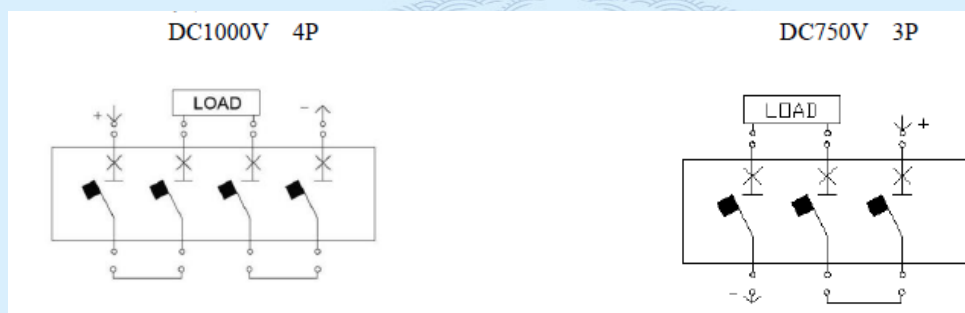 DC1000V 4P
DC750V 3P
+ LOAD -
LOAD +
-